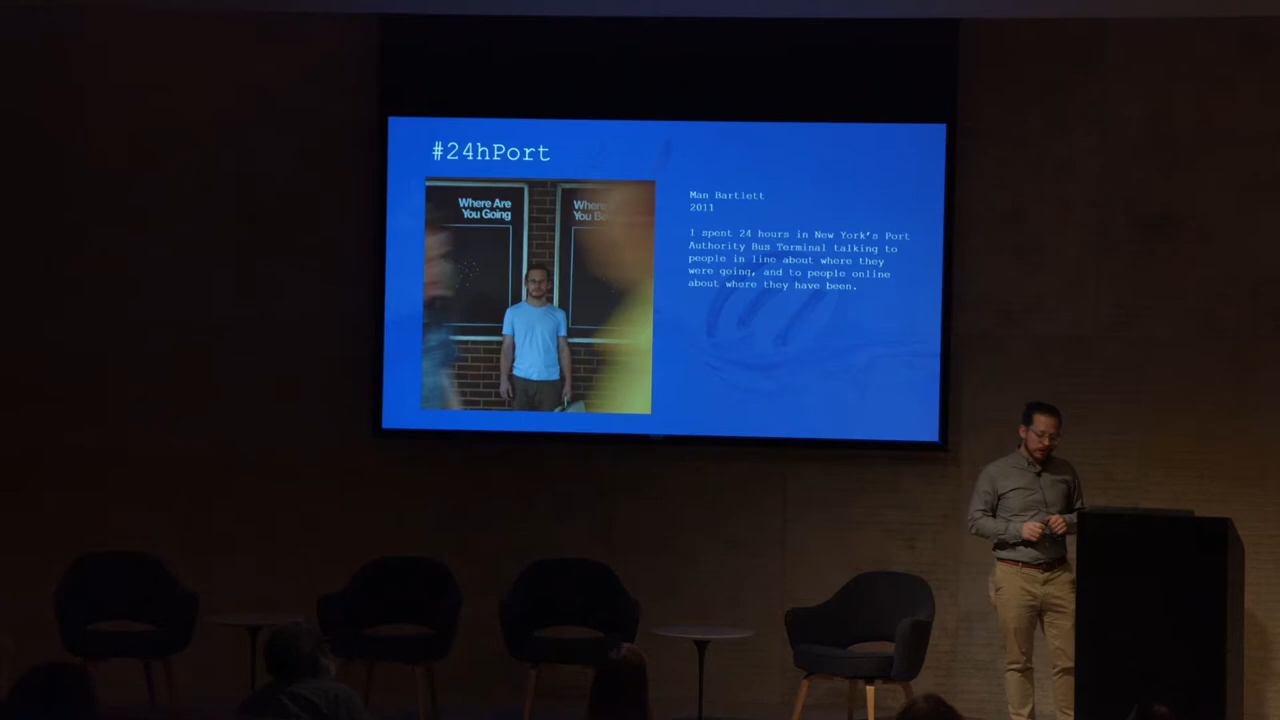 #24hPort
Where Are
You Going
Where
You Be
Man Bartlett
2011
I spent 24 hours in New York's Port
Authority Bus Terminal talking to
people in line about where they
were going, and to people online
about where they have been.